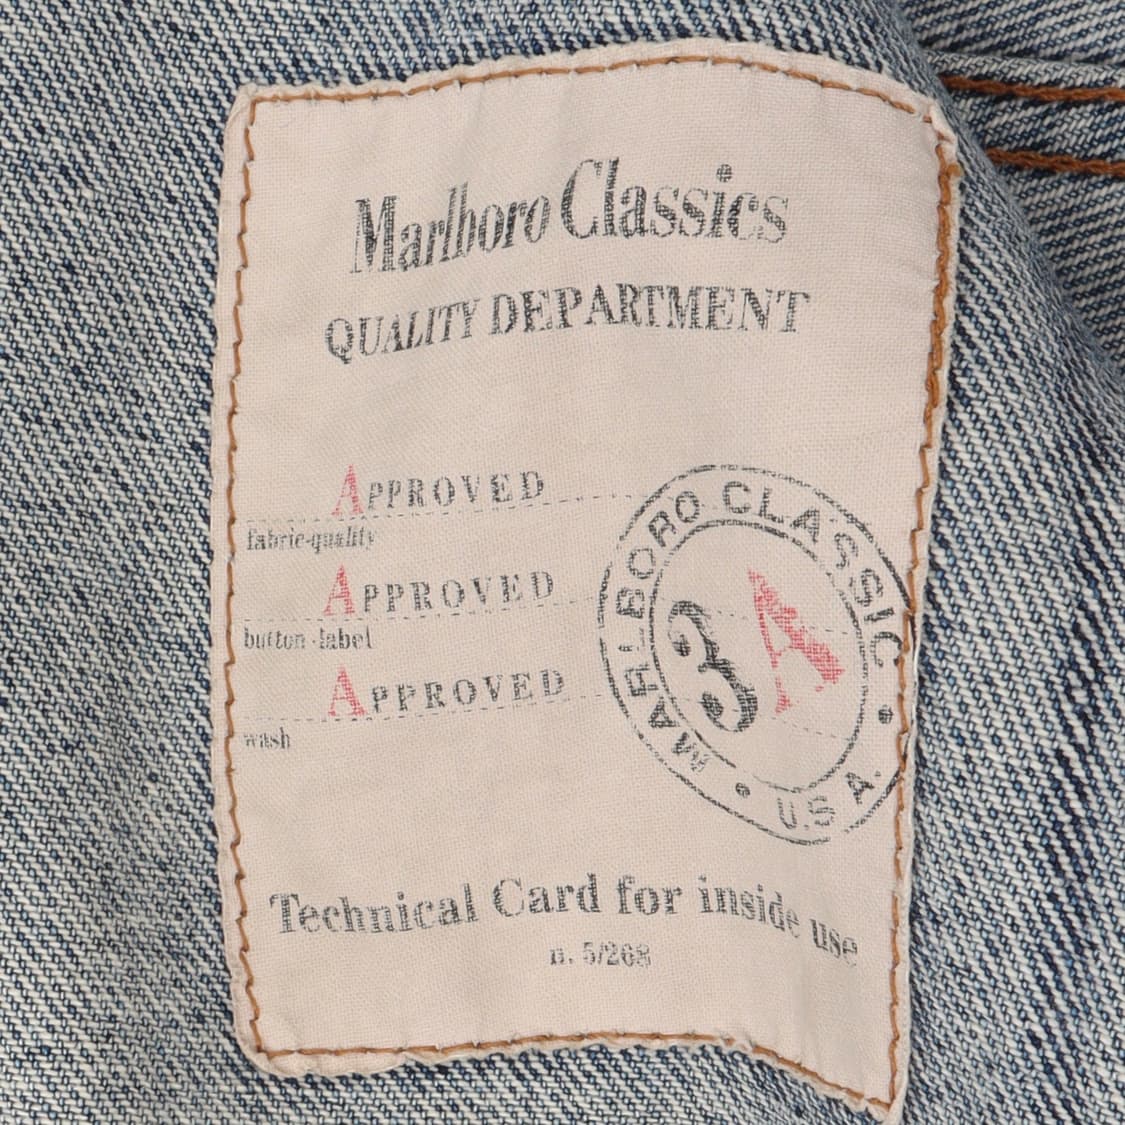 Marlboro Classics
QUALITY DEPARTMENT
APPROVED
fabric-quality
APPROVED
button-label
APPROVED
wash
MARLBORO CLASSIC • U.S.A. •
3A
Technical Card for inside use
n. 5/268